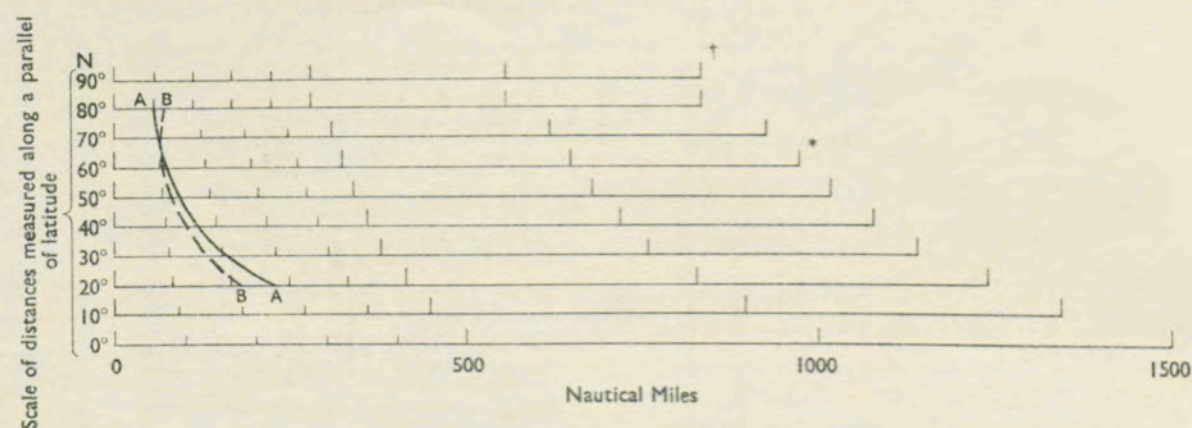 Scale of distances measured along a parallel
of latitude
N
†
90°
A B
80°
70°
*
60°
50°
40°
30°
20°
B A
10°
0°
0 500 1000 1500
Nautical Miles